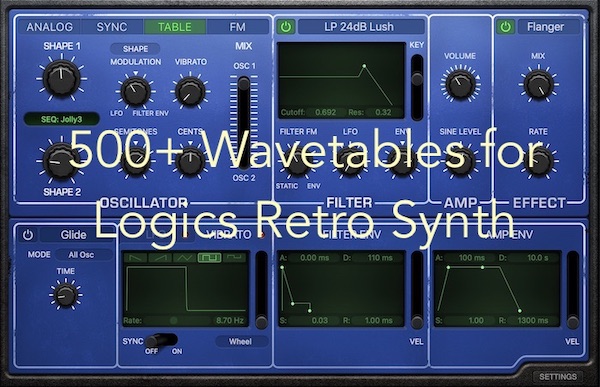 ANALOG SYNC TABLE FM LP 24dB Lush Flanger
SHAPE 1 SHAPE MIX KEY VOLUME MIX
MODULATION VIBRATO OSC 1
LFO FILTER ENV Cutoff: 0.692 Res: 0.32
SEQ: Jolly3
SEMITONES CENTS FILTER FM LFO ENV SINE LEVEL RATE
500+ Wavetables for
SHAPE 2 OSC 2 STATIC ENV
OSCILLATOR FILTER AMP EFFECT
Logics Retro Synth
Glide VIBRATO FILTER ENV AMP ENV
MODE All Osc A: 0.00 ms D: 110 ms A: 100 ms D: 10.0 s
TIME
Rate: 8.70 Hz S: 0.03 R: 1.00 ms S: 1.00 R: 1300 ms
SYNC OFF ON Wheel VEL VEL
SETTINGS